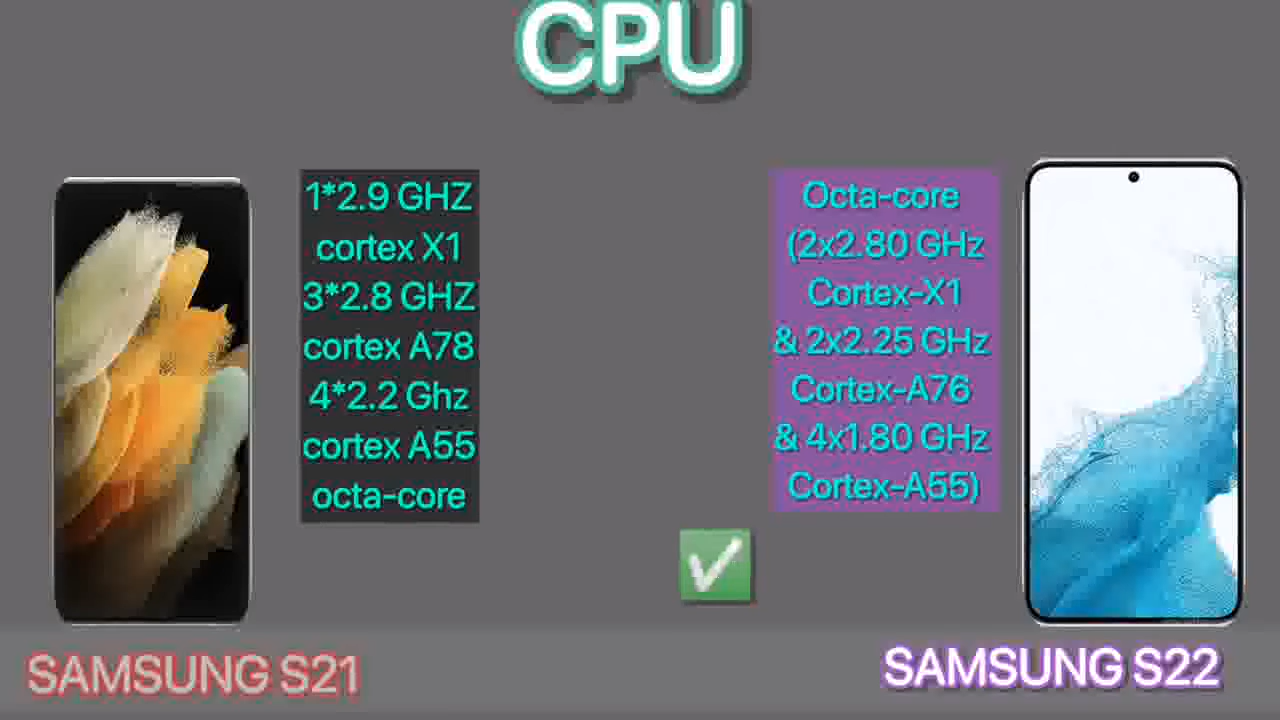 CPU
1*2.9 GHZ
cortex X1
3*2.8 GHZ
cortex A78
4*2.2 Ghz
cortex A55
octa-core
Octa-core
(2x2.80 GHz
Cortex-X1
& 2x2.25 GHz
Cortex-A76
& 4x1.80 GHz
Cortex-A55)
SAMSUNG S21
SAMSUNG S22